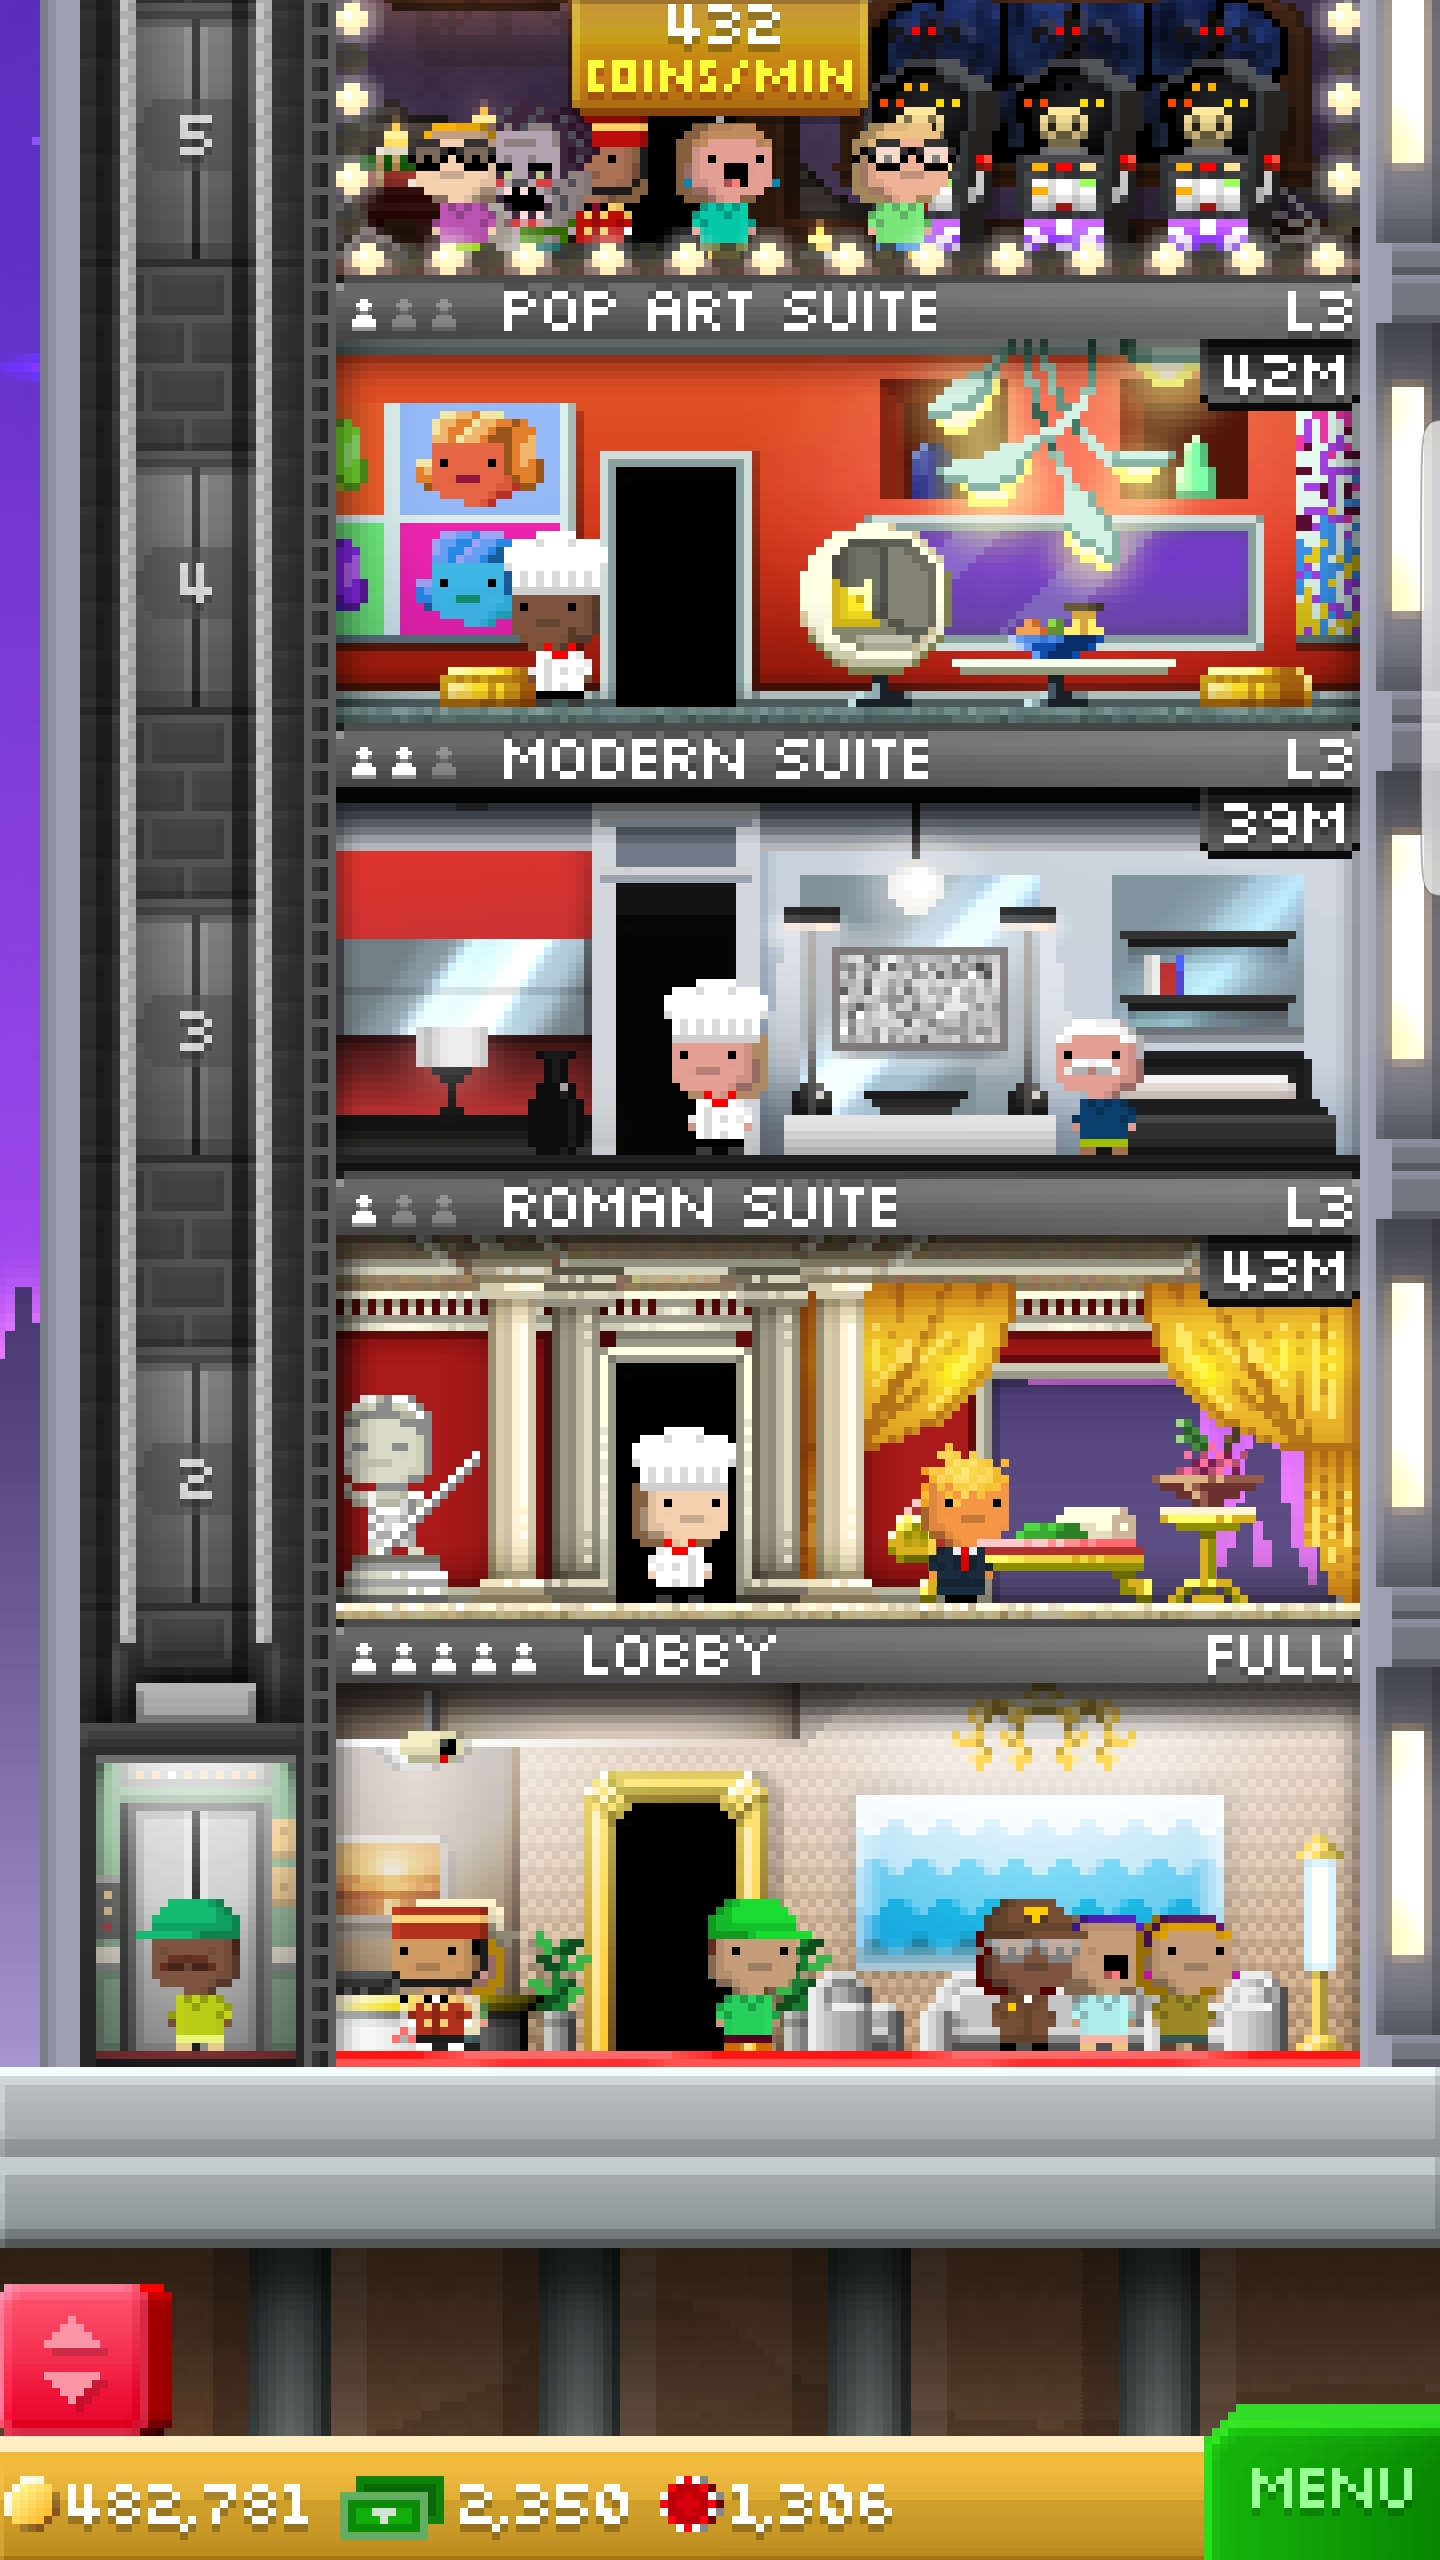 432
COINS/MIN
5
POP ART SUITE L3
42M
4
MODERN SUITE L3
39M
3
ROMAN SUITE L3
43M
2
LOBBY FULL!
482,781 2,350 1,306
MENU